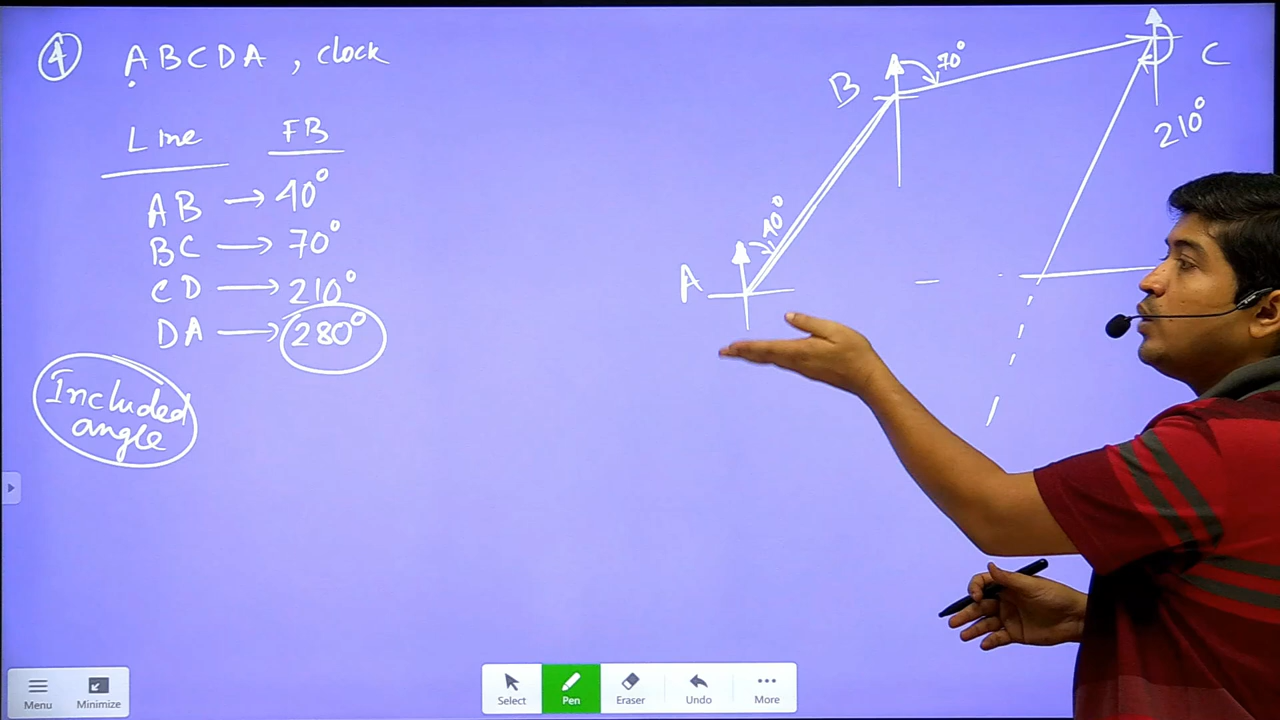 ④ ABCDA, clock
Line FB
AB → 40°
BC → 70°
CD → 210°
DA → 280°
Included
angle
B 70° C
210°
40°
A
Menu Minimize Select Pen Eraser Undo More